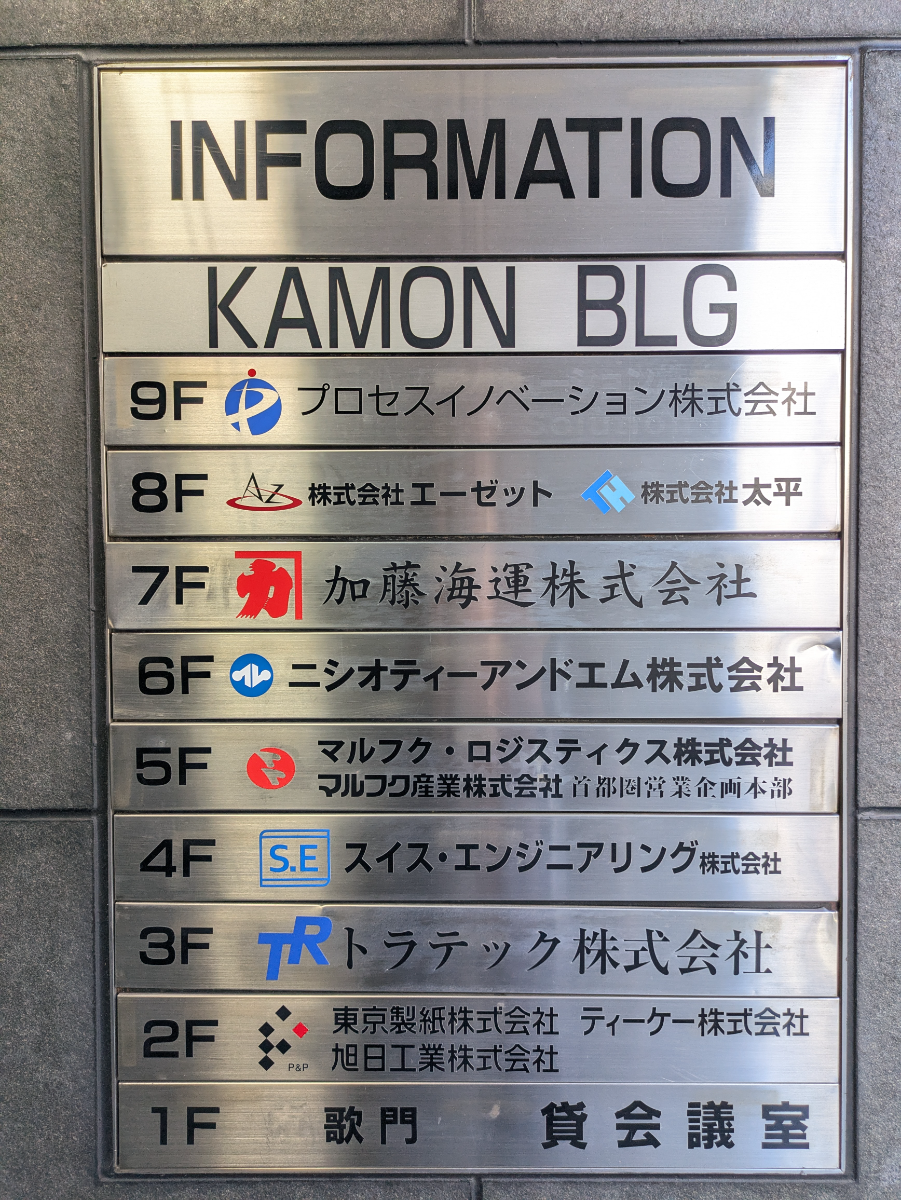 INFORMATION
KAMON BLG
9F プロセスイノベーション株式会社
8F AZ 株式会社エーゼット TH 株式会社太平
7F 加藤海運株式会社
6F ニシオティーアンドエム株式会社
5F マルフク・ロジスティクス株式会社
マルフク産業株式会社 首都圏営業企画本部
4F S.E スイス・エンジニアリング株式会社
3F TR トラテック株式会社
2F P&P 東京製紙株式会社 ティーケー株式会社
旭日工業株式会社
1F 歌門 貸会議室